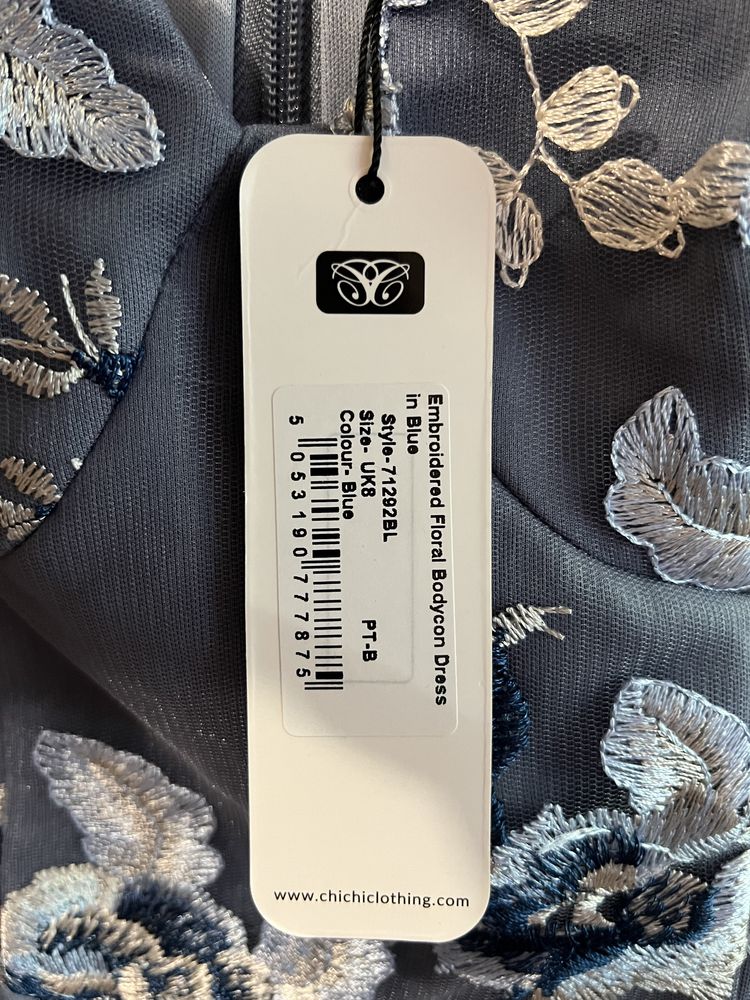 Embroidered Floral Bodycon Dress
in Blue
Style-71292BL
Size- UK8 PT-B
Colour- Blue
5 053190 777875
www.chichiclothing.com